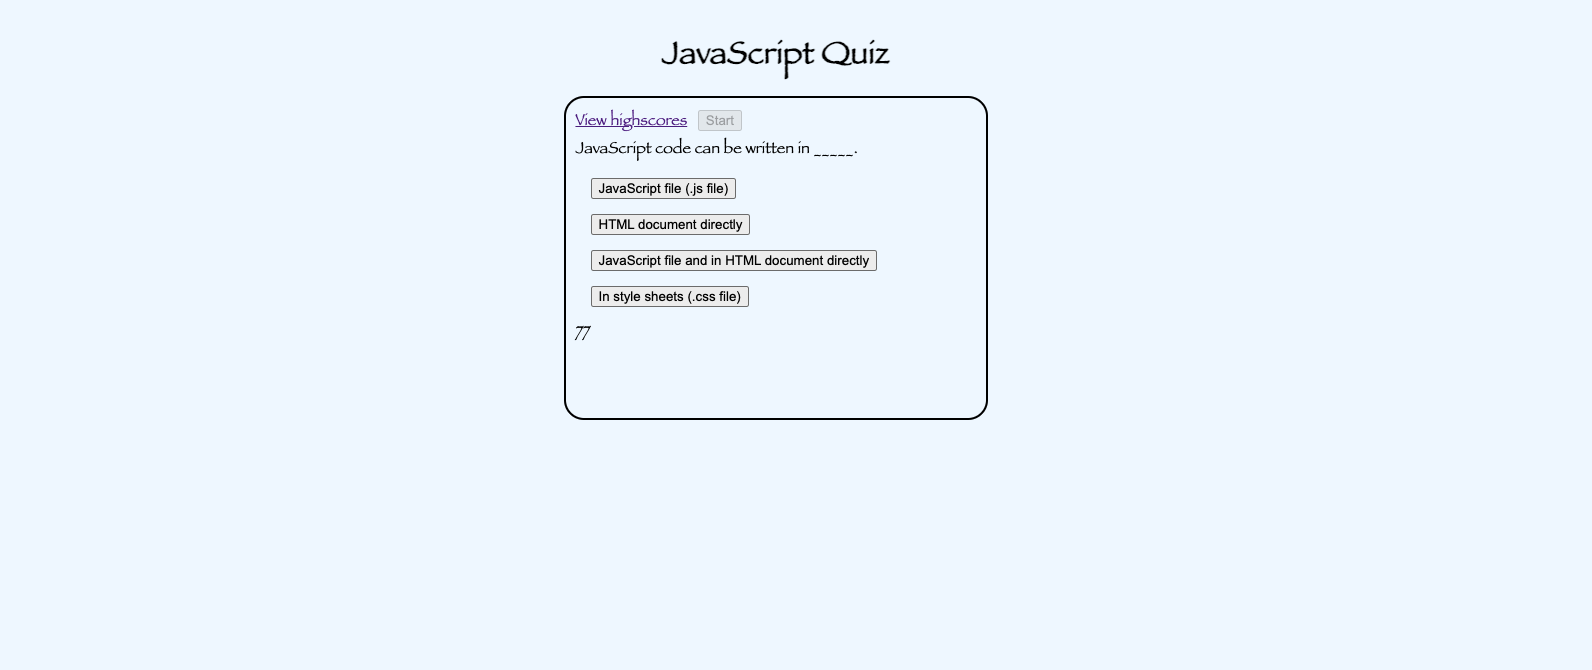 JavaScript Quiz
View highscores Start
JavaScript code can be written in _____.
JavaScript file (.js file)
HTML document directly
JavaScript file and in HTML document directly
In style sheets (.css file)
77